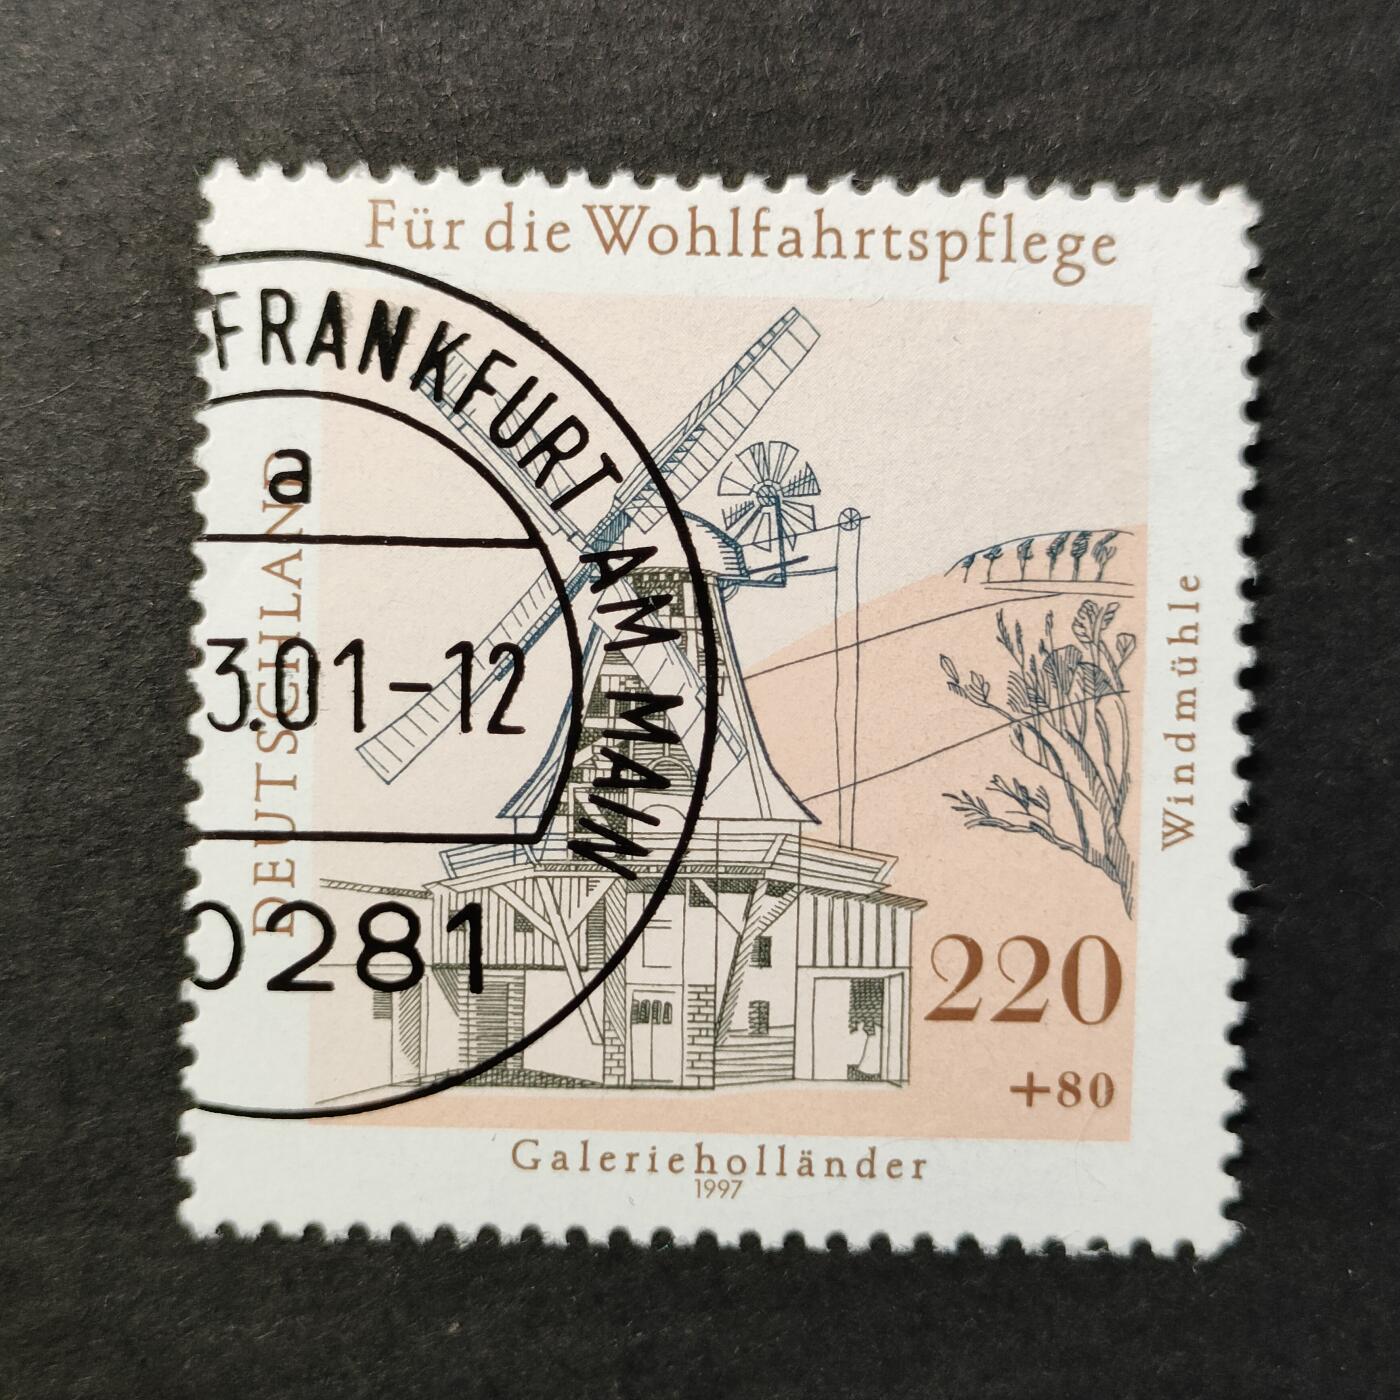 Für die Wohlfahrtspflege
FRANKFURT AM MAIN
a
3.01-12
0281
DEUTSCHLAND
Windmühle
220
+80
Galerieholländer
1997